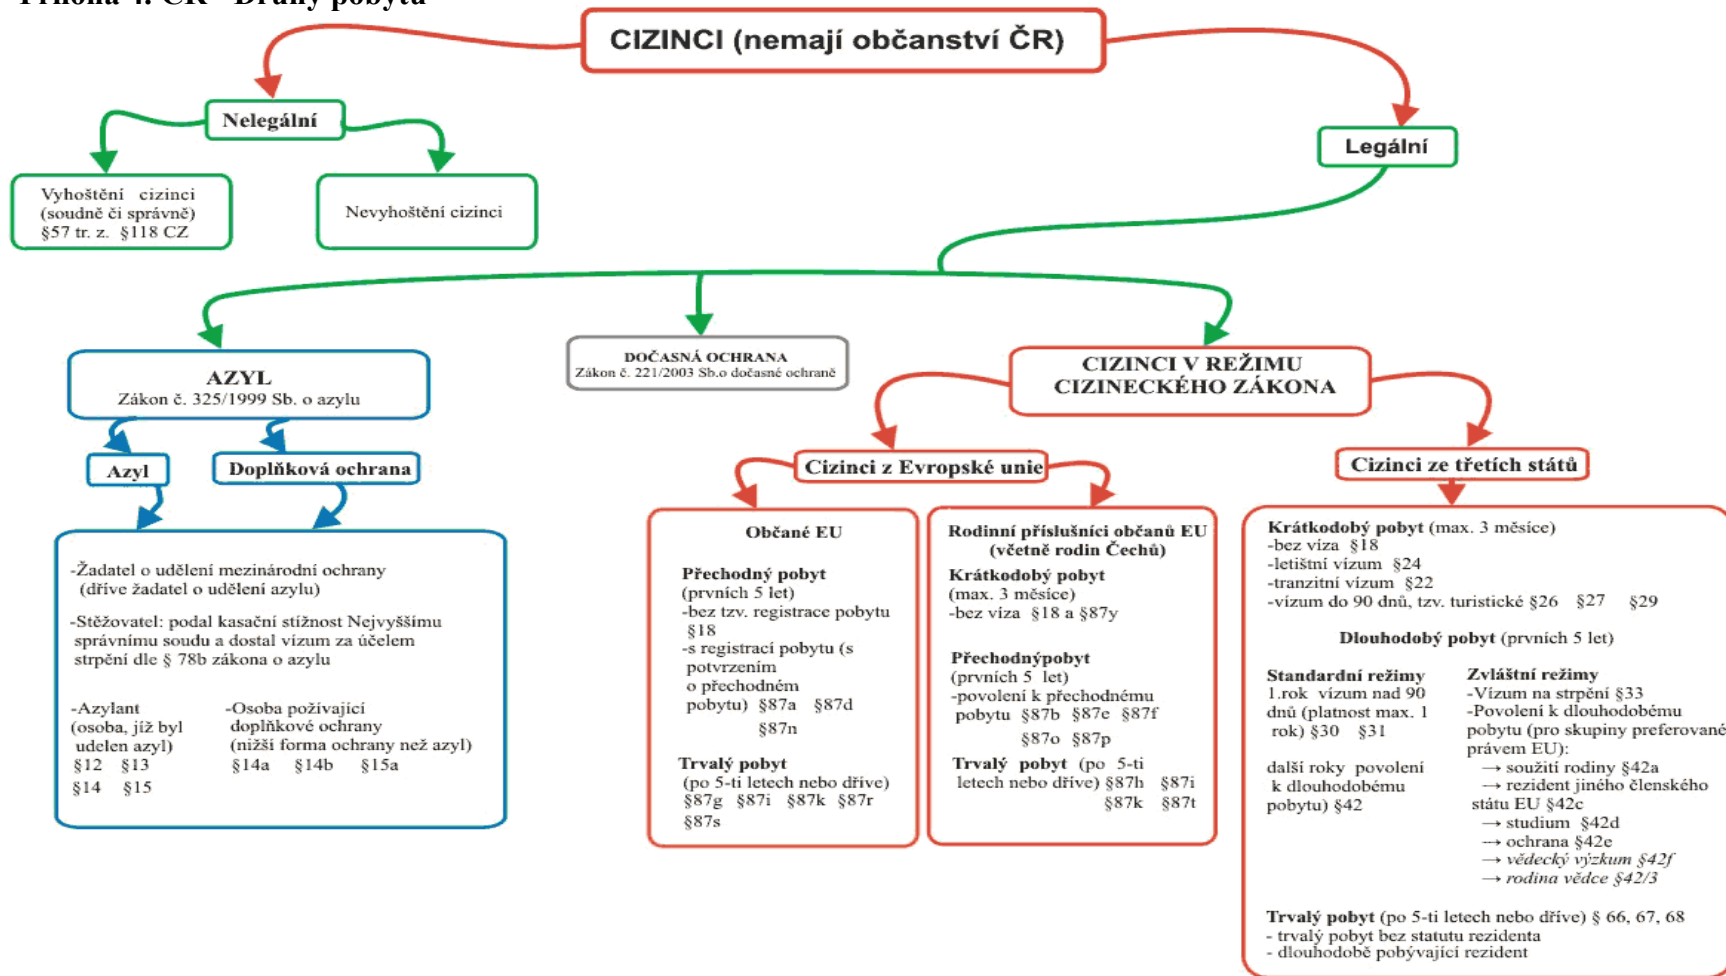 4. ČR - Druhy pobytu
CIZINCI (nemají občanství ČR)
Nelegální
Legální
Vyhoštění cizinci
(soudně či správně)
§57 tr. z. §118 CZ
Nevyhoštění cizinci
AZYL
Zákon č. 325/1999 Sb. o azylu
DOČASNÁ OCHRANA
Zákon č. 221/2003 Sb.o dočasné ochraně
CIZINCI V REŽIMU
CIZINECKÉHO ZÁKONA
Azyl
Doplňková ochrana
Cizinci z Evropské unie
Cizinci ze třetích států
-Žadatel o udělení mezinárodní ochrany
(dříve žadatel o udělení azylu)
-Stěžovatel: podal kasační stížnost Nejvyššímu
správnímu soudu a dostal vízum za účelem
strpění dle § 78b zákona o azylu
-Azylant
(osoba, jíž byl
udelen azyl)
§12 §13
§14 §15
-Osoba požívající
doplňkové ochrany
(nižší forma ochrany než azyl)
§14a §14b §15a
Občané EU
Přechodný pobyt
(prvních 5 let)
-bez tzv. registrace pobytu
§18
-s registrací pobytu (s
potvrzením
o přechodném
pobytu) §87a §87d
§87n
Trvalý pobyt
(po 5-ti letech nebo dříve)
§87g §87i §87k §87r
§87s
Rodinní příslušníci občanů EU
(včetně rodin Čechů)
Krátkodobý pobyt
(max. 3 měsíce)
-bez víza §18 a §87y
Přechodnýpobyt
(prvních 5 let)
-povolení k přechodnému
pobytu §87b §87e §87f
§87o §87p
Trvalý pobyt (po 5-ti
letech nebo dříve) §87h §87i
§87k §87t
Krátkodobý pobyt (max. 3 měsíce)
-bez víza §18
-letištní vízum §24
-tranzitní vízum §22
-vízum do 90 dnů, tzv. turistické §26 §27 §29
Dlouhodobý pobyt (prvních 5 let)
Standardní režimy
1.rok vízum nad 90
dnů (platnost max. 1
rok) §30 §31
další roky povolení
k dlouhodobému
pobytu) §42
Zvláštní režimy
-Vízum na strpění §33
-Povolení k dlouhodobému
pobytu (pro skupiny preferované
právem EU):
→ soužití rodiny §42a
→ rezident jiného členského
státu EU §42c
→ studium §42d
→ ochrana §42e
→ vědecký výzkum §42f
→ rodina vědce §42/3
Trvalý pobyt (po 5-ti letech nebo dříve) § 66, 67, 68
- trvalý pobyt bez statutu rezidenta
- dlouhodobě pobývající rezident